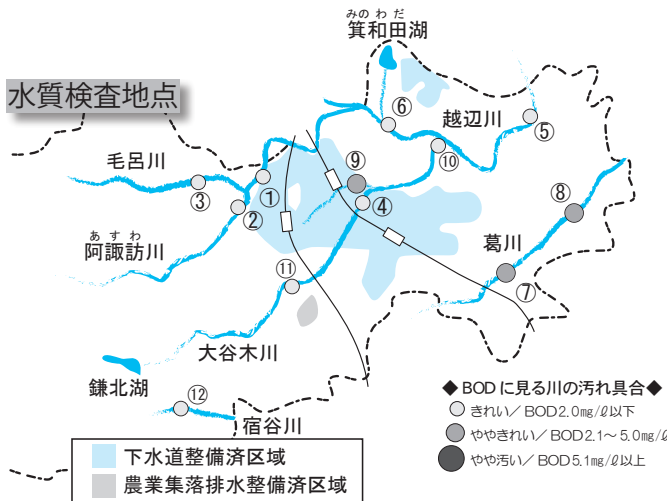 みのわだ
箕和田湖
水質検査地点
⑥
越辺川
⑤
毛呂川
⑨
⑩
①
③
②
④
⑧
あすわ
阿諏訪川
葛川
⑪
⑦
大谷木川
鎌北湖
⑫
宿谷川
◆BODに見る川の汚れ具合◆
きれい／BOD2.0㎎/ℓ以下
ややきれい／BOD2.1～5.0㎎/ℓ
やや汚い／BOD5.1㎎/ℓ以上
下水道整備済区域
農業集落排水整備済区域